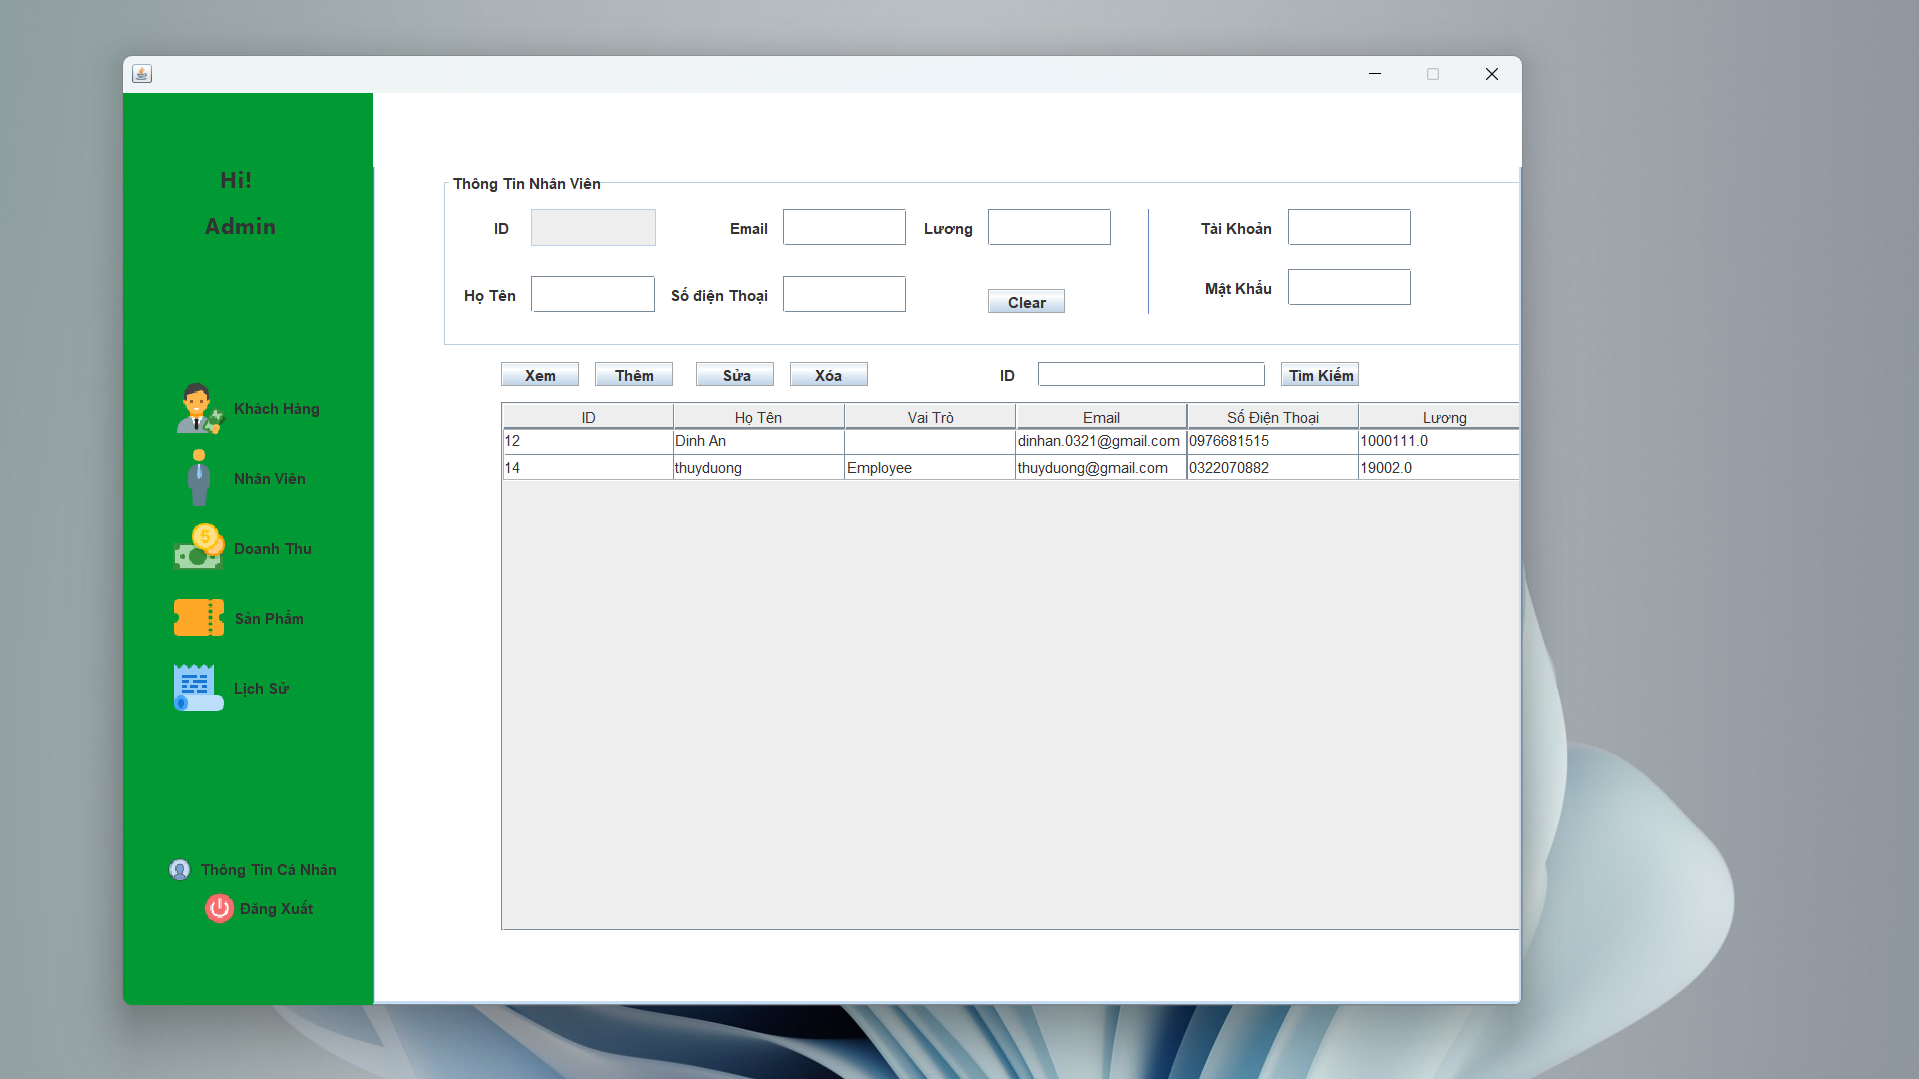 Hi!
Admin
Khách Hàng
Nhân Viên
Doanh Thu
Sản Phẩm
Lịch Sử
Thông Tin Cá Nhân
Đăng Xuất
Thông Tin Nhân Viên
ID Email Lương Tài Khoản
Họ Tên Số điện Thoại Clear Mật Khẩu
Xem Thêm Sửa Xóa ID Tìm Kiếm
ID Họ Tên Vai Trò Email Số Điện Thoại Lương
12 Dinh An dinhan.0321@gmail.com 0976681515 1000111.0
14 thuyduong Employee thuyduong@gmail.com 0322070882 19002.0